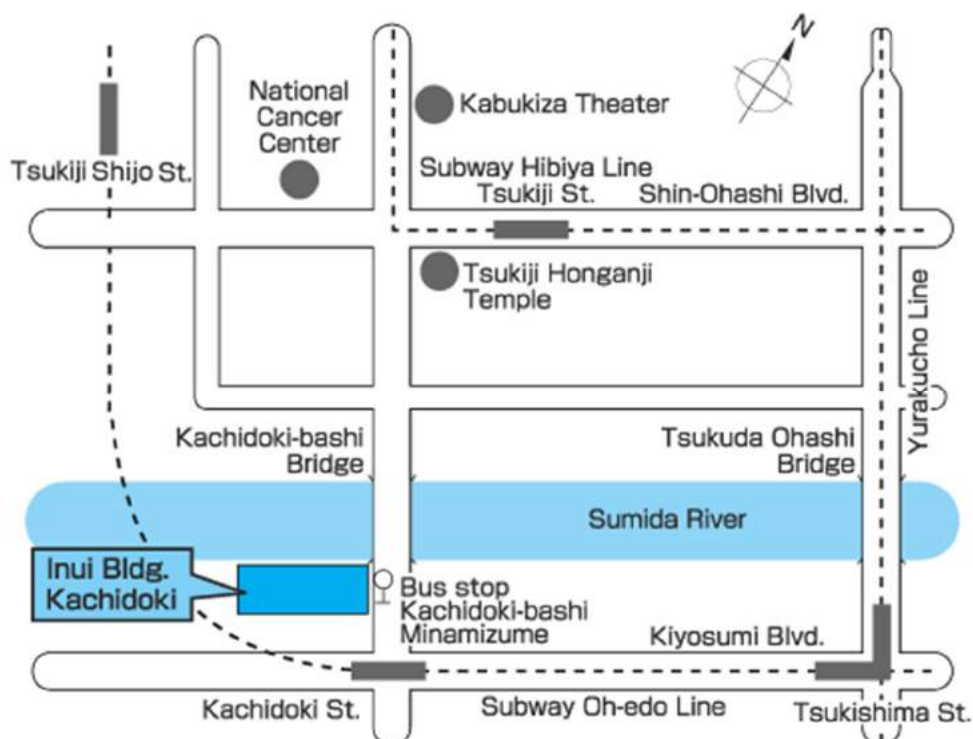 N
National
Cancer
Center
Kabukiza Theater
Tsukiji Shijo St.
Subway Hibiya Line
Tsukiji St.
Shin-Ohashi Blvd.
Tsukiji Honganji
Temple
Yurakucho Line
Kachidoki-bashi
Bridge
Tsukuda Ohashi
Bridge
Sumida River
Inui Bldg.
Kachidoki
Bus stop
Kachidoki-bashi
Minamizume
Kiyosumi Blvd.
Kachidoki St.
Subway Oh-edo Line
Tsukishima St.